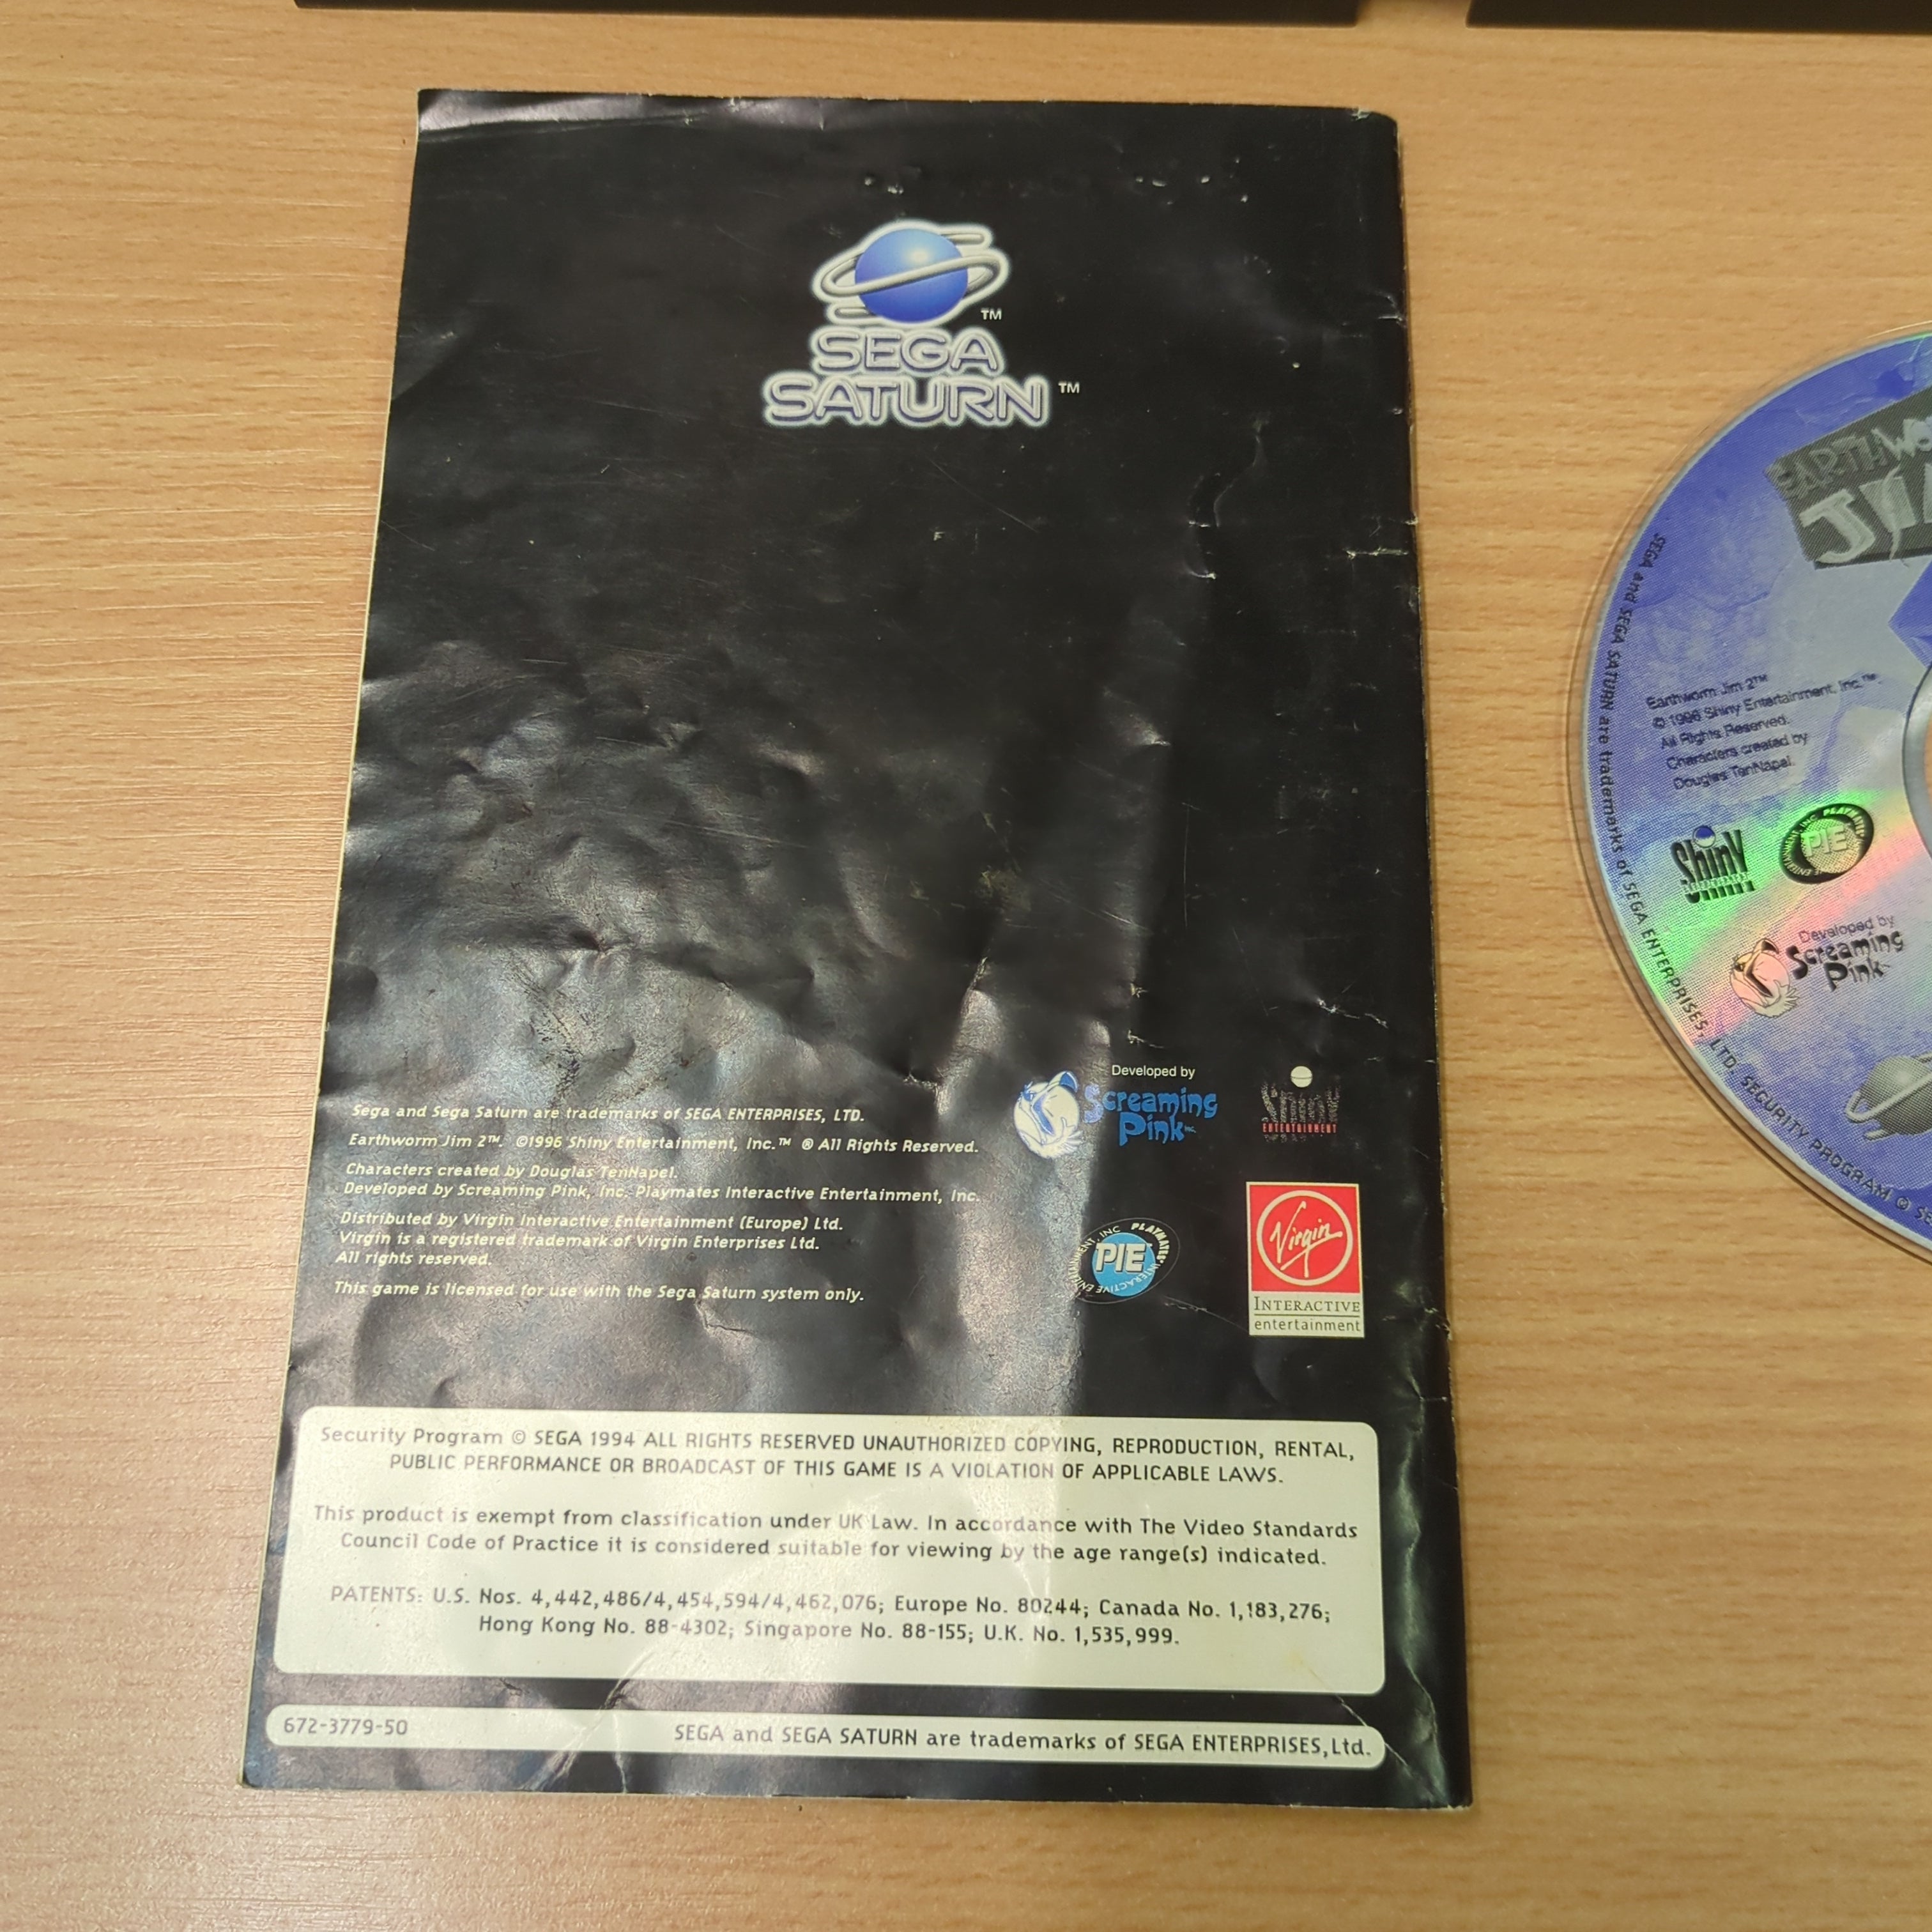 TM
SEGA
SATURN TM
Developed by
Screaming
Pink
Shiny
ENTERTAINMENT
Sega and Sega Saturn are trademarks of SEGA ENTERPRISES, LTD.
Earthworm Jim 2™. ©1996 Shiny Entertainment, Inc.™ ® All Rights Reserved.
Characters created by Douglas TenNapel.
Developed by Screaming Pink, Inc. Playmates Interactive Entertainment, Inc.
Distributed by Virgin Interactive Entertainment (Europe) Ltd.
Virgin is a registered trademark of Virgin Enterprises Ltd.
All rights reserved.
This game is licensed for use with the Sega Saturn system only.
PLAYMATES INTERACTIVE ENTERTAINMENT, INC
PIE
Virgin
INTERACTIVE
entertainment
Security Program © SEGA 1994 ALL RIGHTS RESERVED UNAUTHORIZED COPYING, REPRODUCTION, RENTAL,
PUBLIC PERFORMANCE OR BROADCAST OF THIS GAME IS A VIOLATION OF APPLICABLE LAWS.
This product is exempt from classification under UK Law. In accordance with The Video Standards
Council Code of Practice it is considered suitable for viewing by the age range(s) indicated.
PATENTS: U.S. Nos. 4,442,486/4,454,594/4,462,076; Europe No. 80244; Canada No. 1,183,276;
Hong Kong No. 88-4302; Singapore No. 88-155; U.K. No. 1,535,999.
672-3779-50
SEGA and SEGA SATURN are trademarks of SEGA ENTERPRISES,Ltd.
SEGA and SEGA SATURN are trademarks of SEGA ENTERPRISES, LTD. SECURITY PROGRAM ©
Earthworm Jim 2™
© 1996 Shiny Entertainment, Inc.™.
All Rights Reserved.
Characters created by
Douglas TenNapel.
Shiny
PIE
Developed by
Screaming
Pink